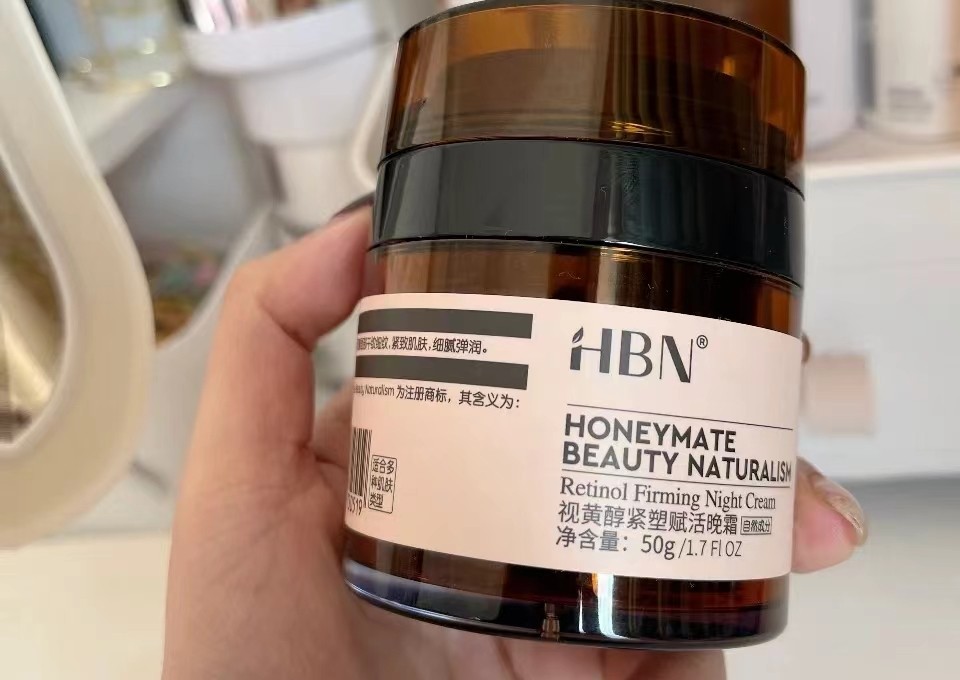 干纹细纹,紧致肌肤,细腻弹润。
Naturalism 为注册商标，其含义为：
适合多
种肌肤
类型
HBN®
HONEYMATE
BEAUTY NATURALISM
Retinol Firming Night Cream
视黄醇紧塑赋活晚霜 自然成分
净含量：50g/1.7 Fl OZ